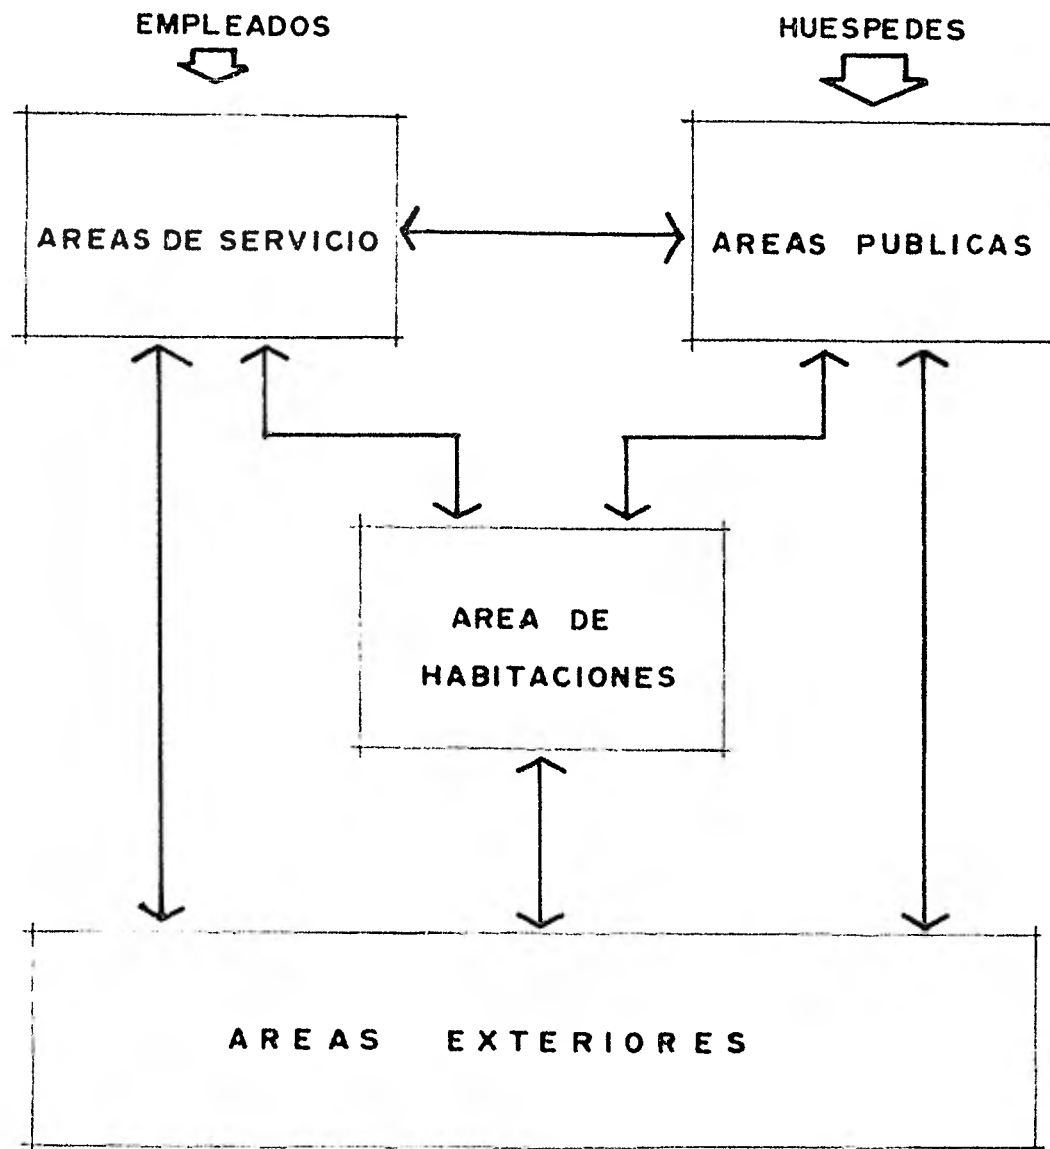 EMPLEADOS
HUESPEDES
AREAS DE SERVICIO
AREAS PUBLICAS
AREA DE
HABITACIONES
AREAS EXTERIORES